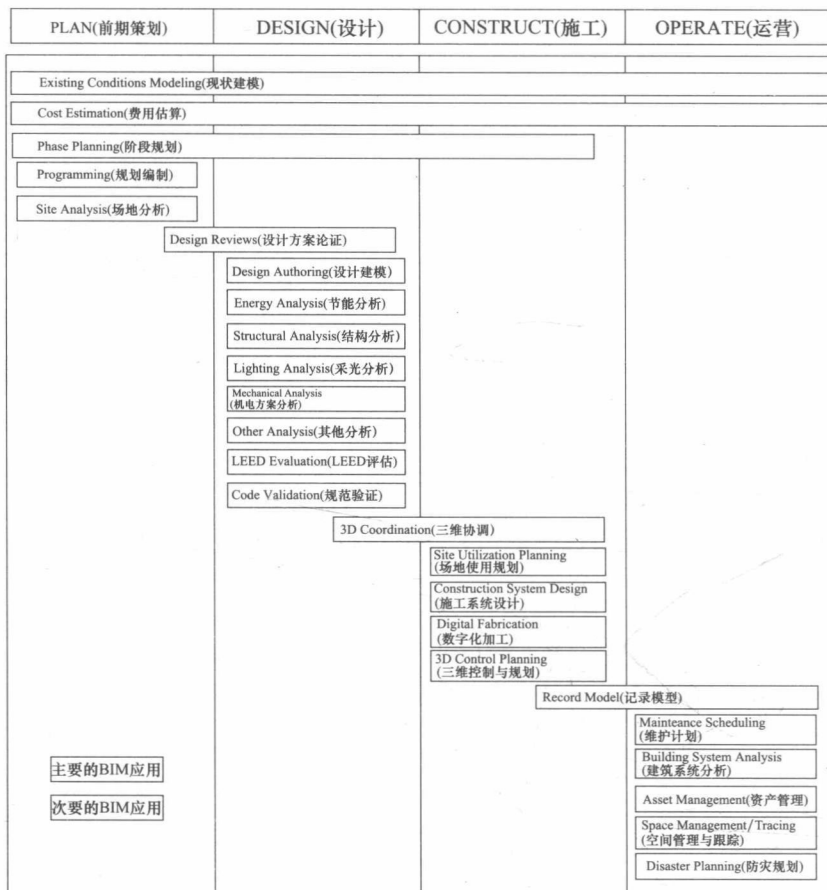 PLAN(前期策划)
DESIGN(设计)
CONSTRUCT(施工)
OPERATE(运营)
Existing Conditions Modeling(现状建模)
Cost Estimation(费用估算)
Phase Planning(阶段规划)
Programming(规划编制)
Site Analysis(场地分析)
Design Reviews(设计方案论证)
Design Authoring(设计建模)
Energy Analysis(节能分析)
Structural Analysis(结构分析)
Lighting Analysis(采光分析)
Mechanical Analysis
(机电方案分析)
Other Analysis(其他分析)
LEED Evaluation(LEED评估)
Code Validation(规范验证)
3D Coordination(三维协调)
Site Utilization Planning
(场地使用规划)
Construction System Design
(施工系统设计)
Digital Fabrication
(数字化加工)
3D Control Planning
(三维控制与规划)
Record Model(记录模型)
Mainteance Scheduling
(维护计划)
Building System Analysis
(建筑系统分析)
Asset Management(资产管理)
Space Management/Tracing
(空间管理与跟踪)
Disaster Planning(防灾规划)
主要的BIM应用
次要的BIM应用